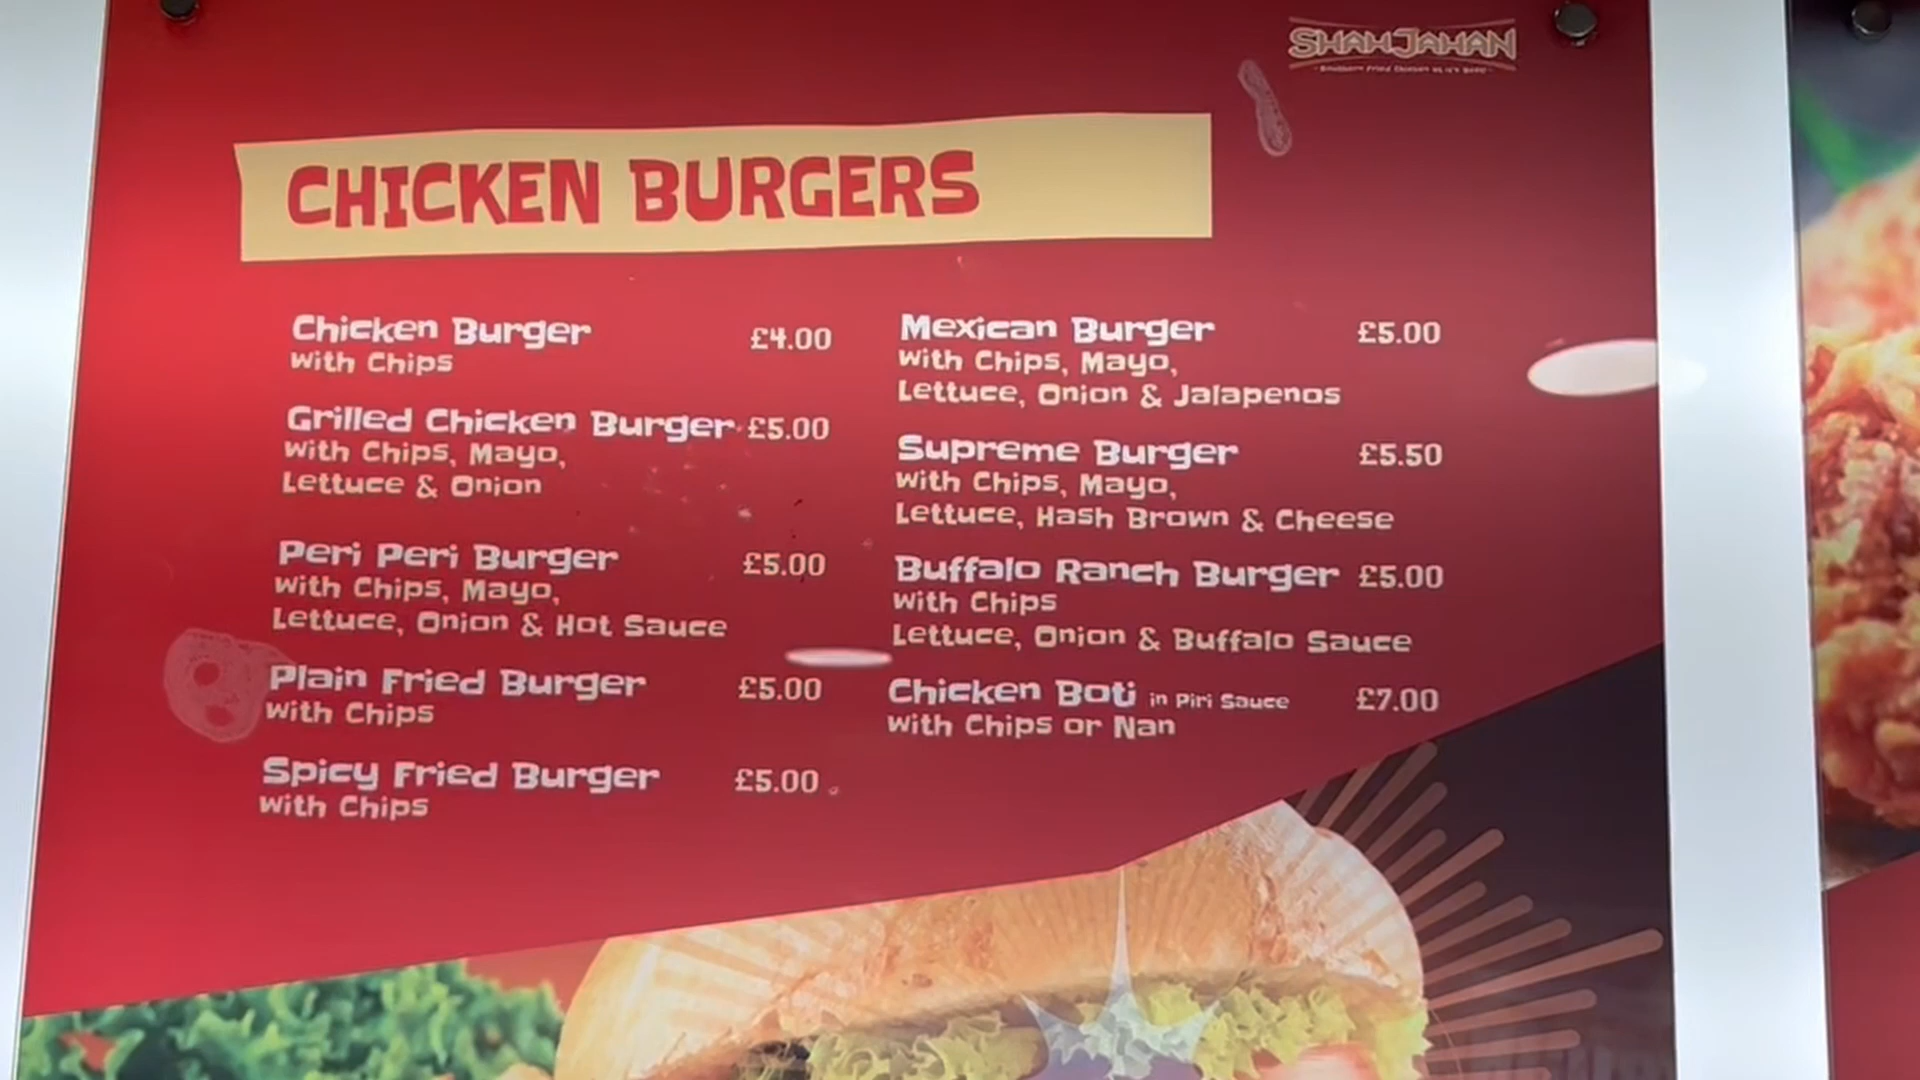 SHAHJAHAN
CHICKEN BURGERS
Chicken Burger £4.00
With Chips
Grilled Chicken Burger £5.00
With Chips, Mayo,
Lettuce & Onion
Peri Peri Burger £5.00
With Chips, Mayo,
Lettuce, Onion & Hot Sauce
Plain Fried Burger £5.00
With Chips
Spicy Fried Burger £5.00
With Chips
Mexican Burger £5.00
With Chips, Mayo,
Lettuce, Onion & Jalapenos
Supreme Burger £5.50
With Chips, Mayo,
Lettuce, Hash Brown & Cheese
Buffalo Ranch Burger £5.00
With Chips
Lettuce, Onion & Buffalo Sauce
Chicken Boti in Piri Sauce £7.00
With Chips or Nan